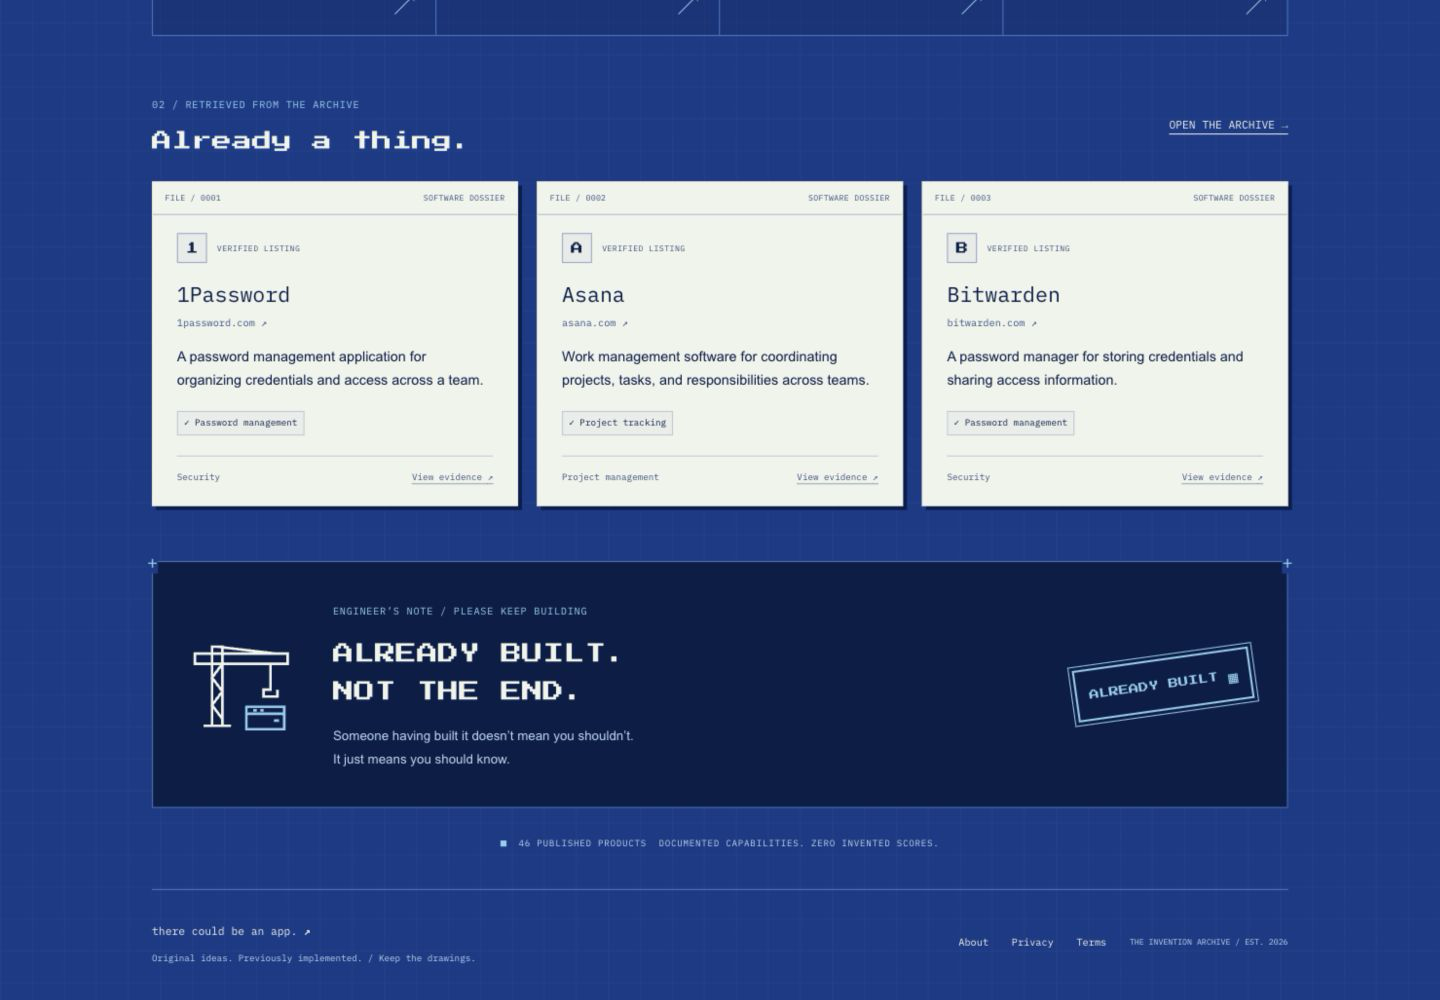 02 / RETRIEVED FROM THE ARCHIVE
Already a thing.
OPEN THE ARCHIVE →
FILE / 0001
SOFTWARE DOSSIER
1
VERIFIED LISTING
1Password
1password.com ↗
A password management application for
organizing credentials and access across a team.
✓ Password management
Security
View evidence ↗
FILE / 0002
SOFTWARE DOSSIER
A
VERIFIED LISTING
Asana
asana.com ↗
Work management software for coordinating
projects, tasks, and responsibilities across teams.
✓ Project tracking
Project management
View evidence ↗
FILE / 0003
SOFTWARE DOSSIER
B
VERIFIED LISTING
Bitwarden
bitwarden.com ↗
A password manager for storing credentials and
sharing access information.
✓ Password management
Security
View evidence ↗
ENGINEER’S NOTE / PLEASE KEEP BUILDING
ALREADY BUILT.
NOT THE END.
Someone having built it doesn’t mean you shouldn’t.
It just means you should know.
ALREADY BUILT ▦
46 PUBLISHED PRODUCTS DOCUMENTED CAPABILITIES. ZERO INVENTED SCORES.
there could be an app. ↗
Original ideas. Previously implemented. / Keep the drawings.
About
Privacy
Terms
THE INVENTION ARCHIVE / EST. 2026